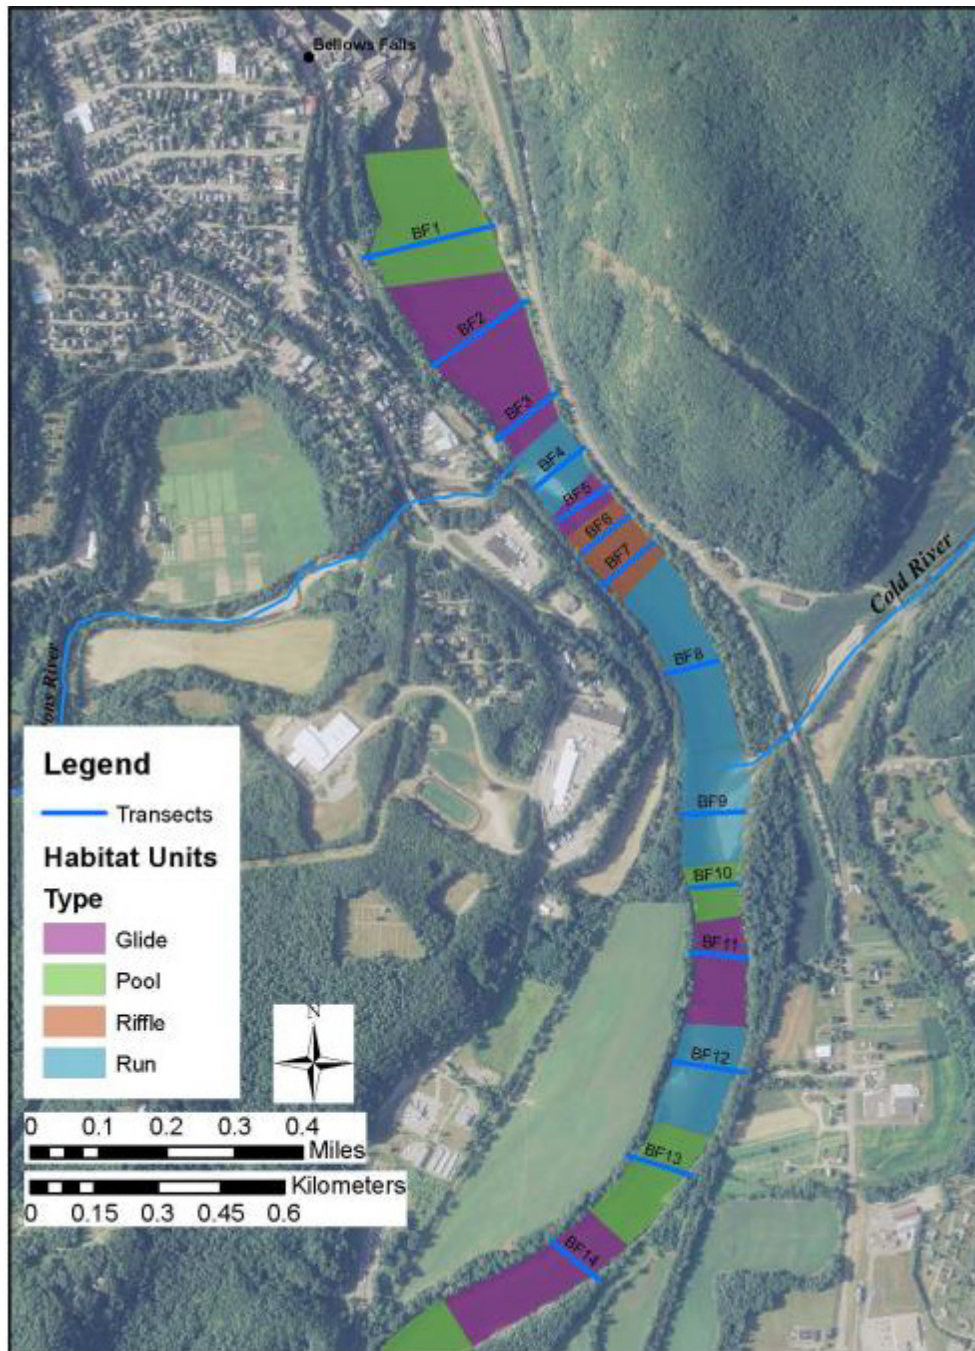 Bellows Falls
BF1
BF2
BF3
BF4
BF5
BF6
BF7
Cold River
BF8
BF9
BF10
BF11
BF12
BF13
BF14
ons River
Legend
Transects
Habitat Units
Type
Glide
Pool
Riffle
Run
N
0 0.1 0.2 0.3 0.4
Miles
Kilometers
0 0.15 0.3 0.45 0.6